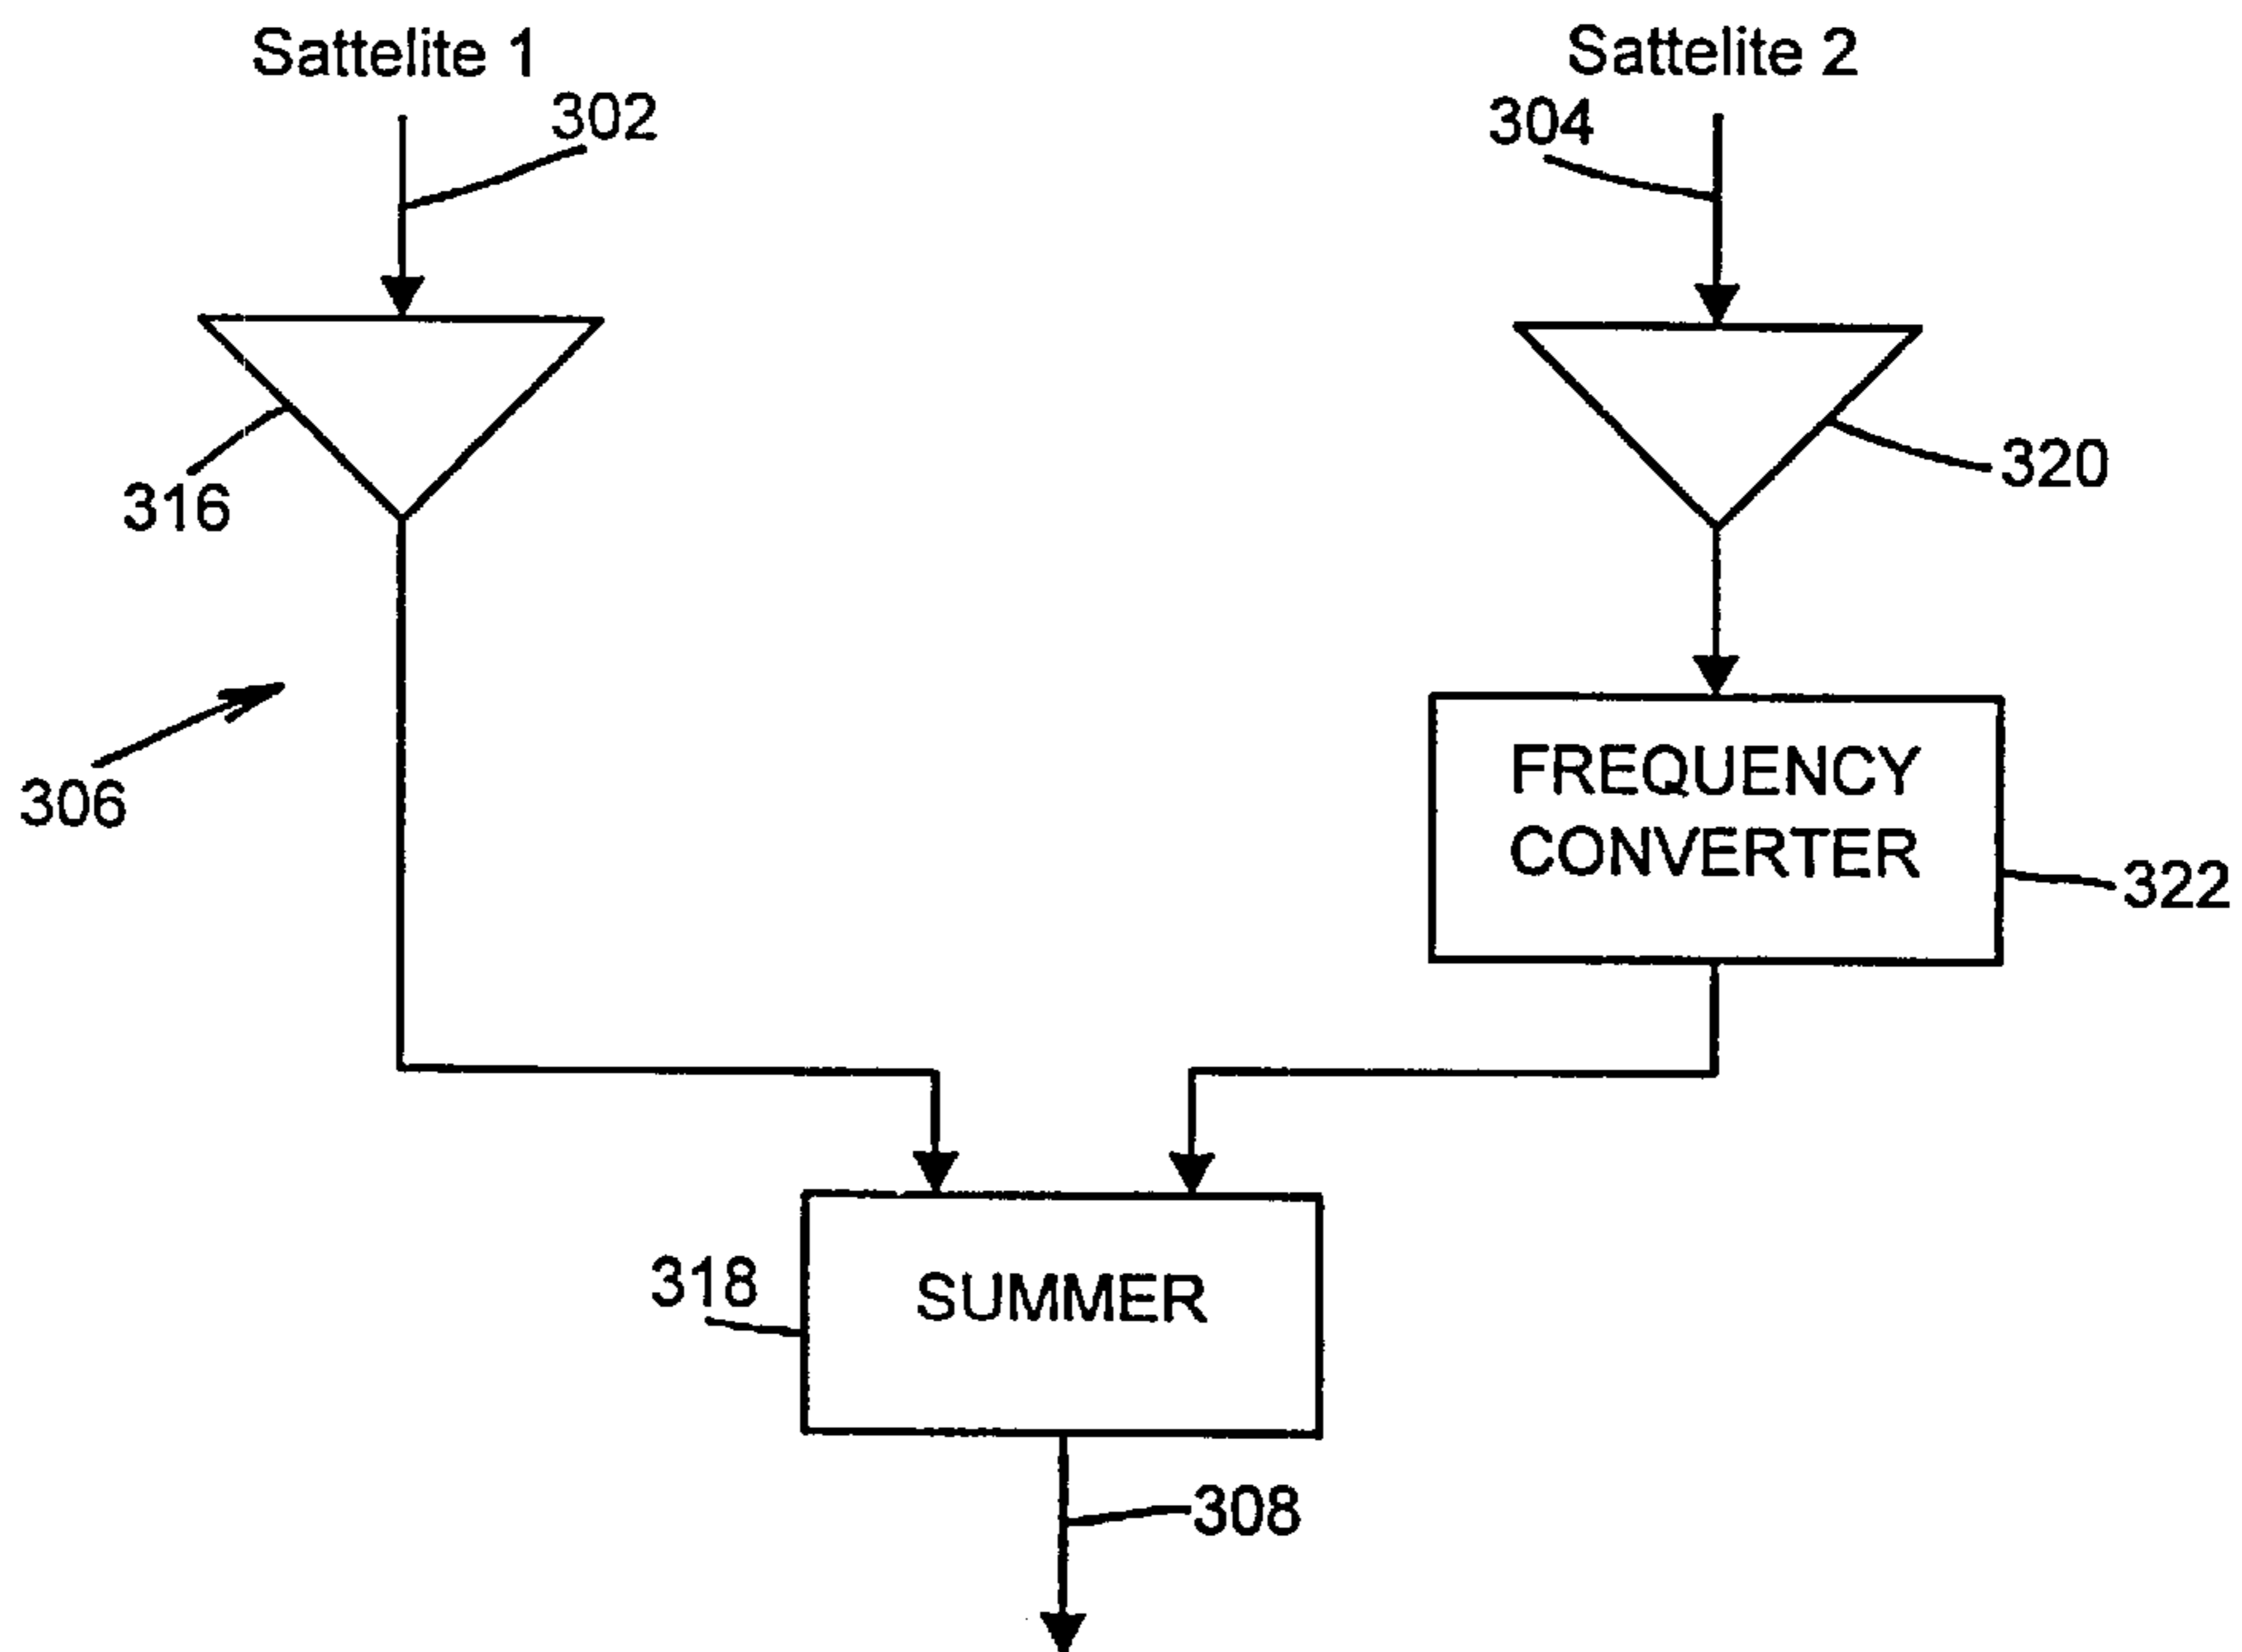 Sattelite 1
Sattelite 2
302
304
316
320
306
FREQUENCY
CONVERTER
322
318
SUMMER
308